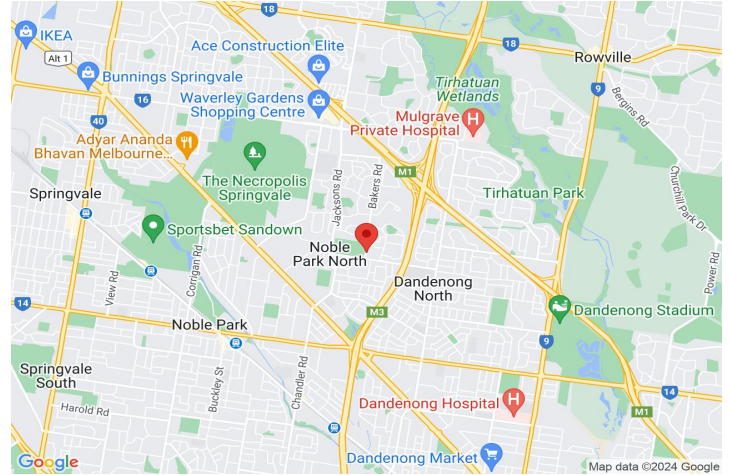 IKEA
18
18
Ace Construction Elite
Rowville
Alt 1
Bunnings Springvale
Tirhatuan
Wetlands
9
Bergins Rd
16
Waverley Gardens
Shopping Centre
40
Mulgrave
Private Hospital
H
Adyar Ananda
Bhavan Melbourne...
M1
Churchill Park Dr
The Necropolis
Springvale
Jacksons Rd
Bakers Rd
Tirhatuan Park
Springvale
Sportsbet Sandown
Noble
Park North
Corrigan Rd
View Rd
Power Rd
Dandenong
North
14
M3
Dandenong Stadium
Noble Park
9
Springvale
South
Buckley St
Chandler Rd
14
Harold Rd
Dandenong Hospital
H
M1
Dandenong Market
Google
Map data ©2024 Google